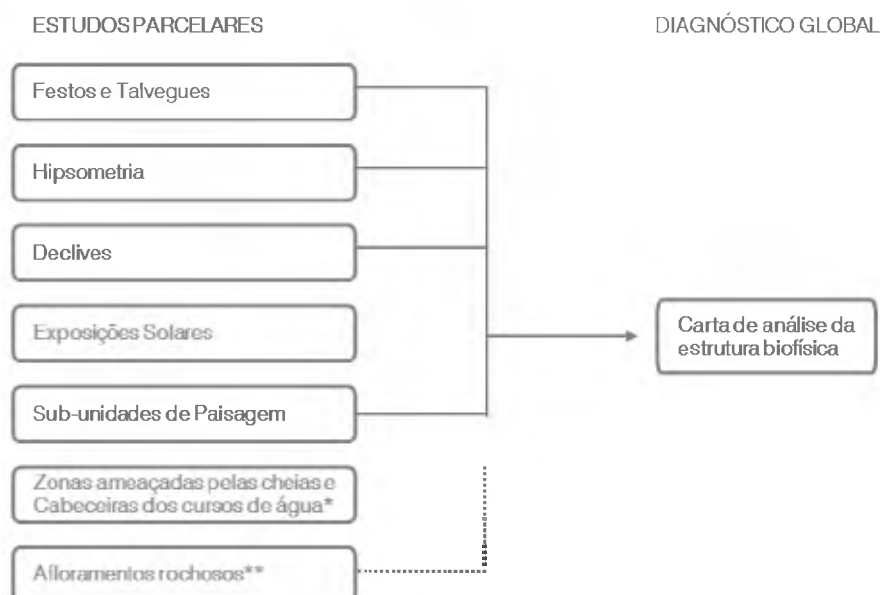 ESTUDOS PARCELARES
DIAGNÓSTICO GLOBAL
Festos e Talvegues
Hipsometria
Declives
Exposições Solares
Carta de análise da
estrutura biofísica
Sub-unidades de Paisagem
Zonas ameaçadas pelas cheias e
Cabeceiras dos cursos de água*
Afloramentos rochosos**